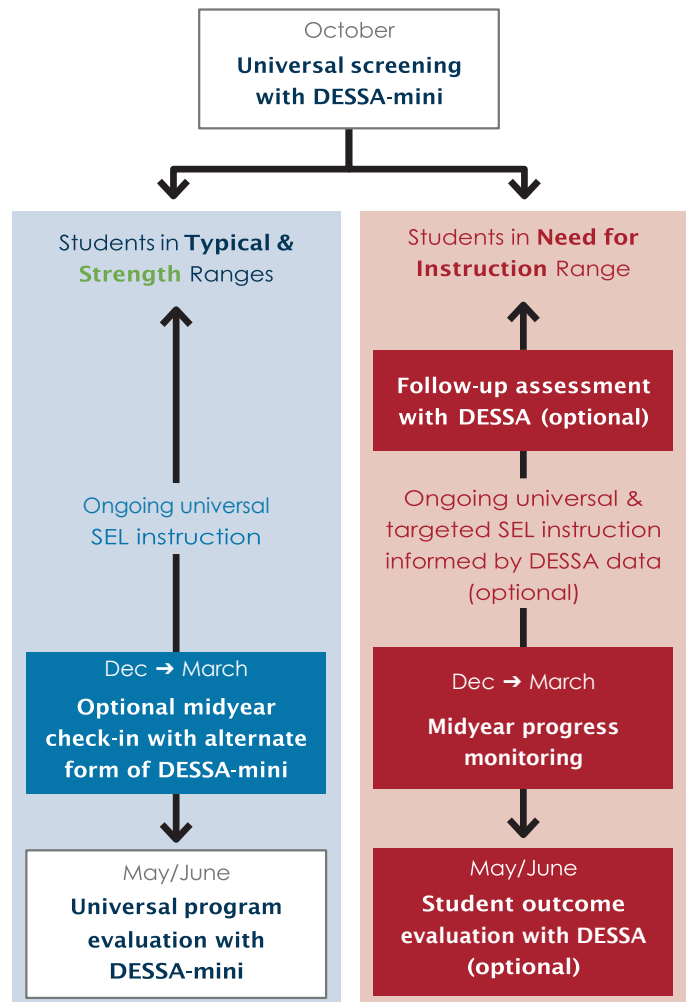 October
Universal screening
with DESSA-mini
Students in Typical &
Strength Ranges
Ongoing universal
SEL instruction
Dec ➔ March
Optional midyear
check-in with alternate
form of DESSA-mini
May/June
Universal program
evaluation with
DESSA-mini
Students in Need for
Instruction Range
Follow-up assessment
with DESSA (optional)
Ongoing universal &
targeted SEL instruction
informed by DESSA data
(optional)
Dec ➔ March
Midyear progress
monitoring
May/June
Student outcome
evaluation with DESSA
(optional)